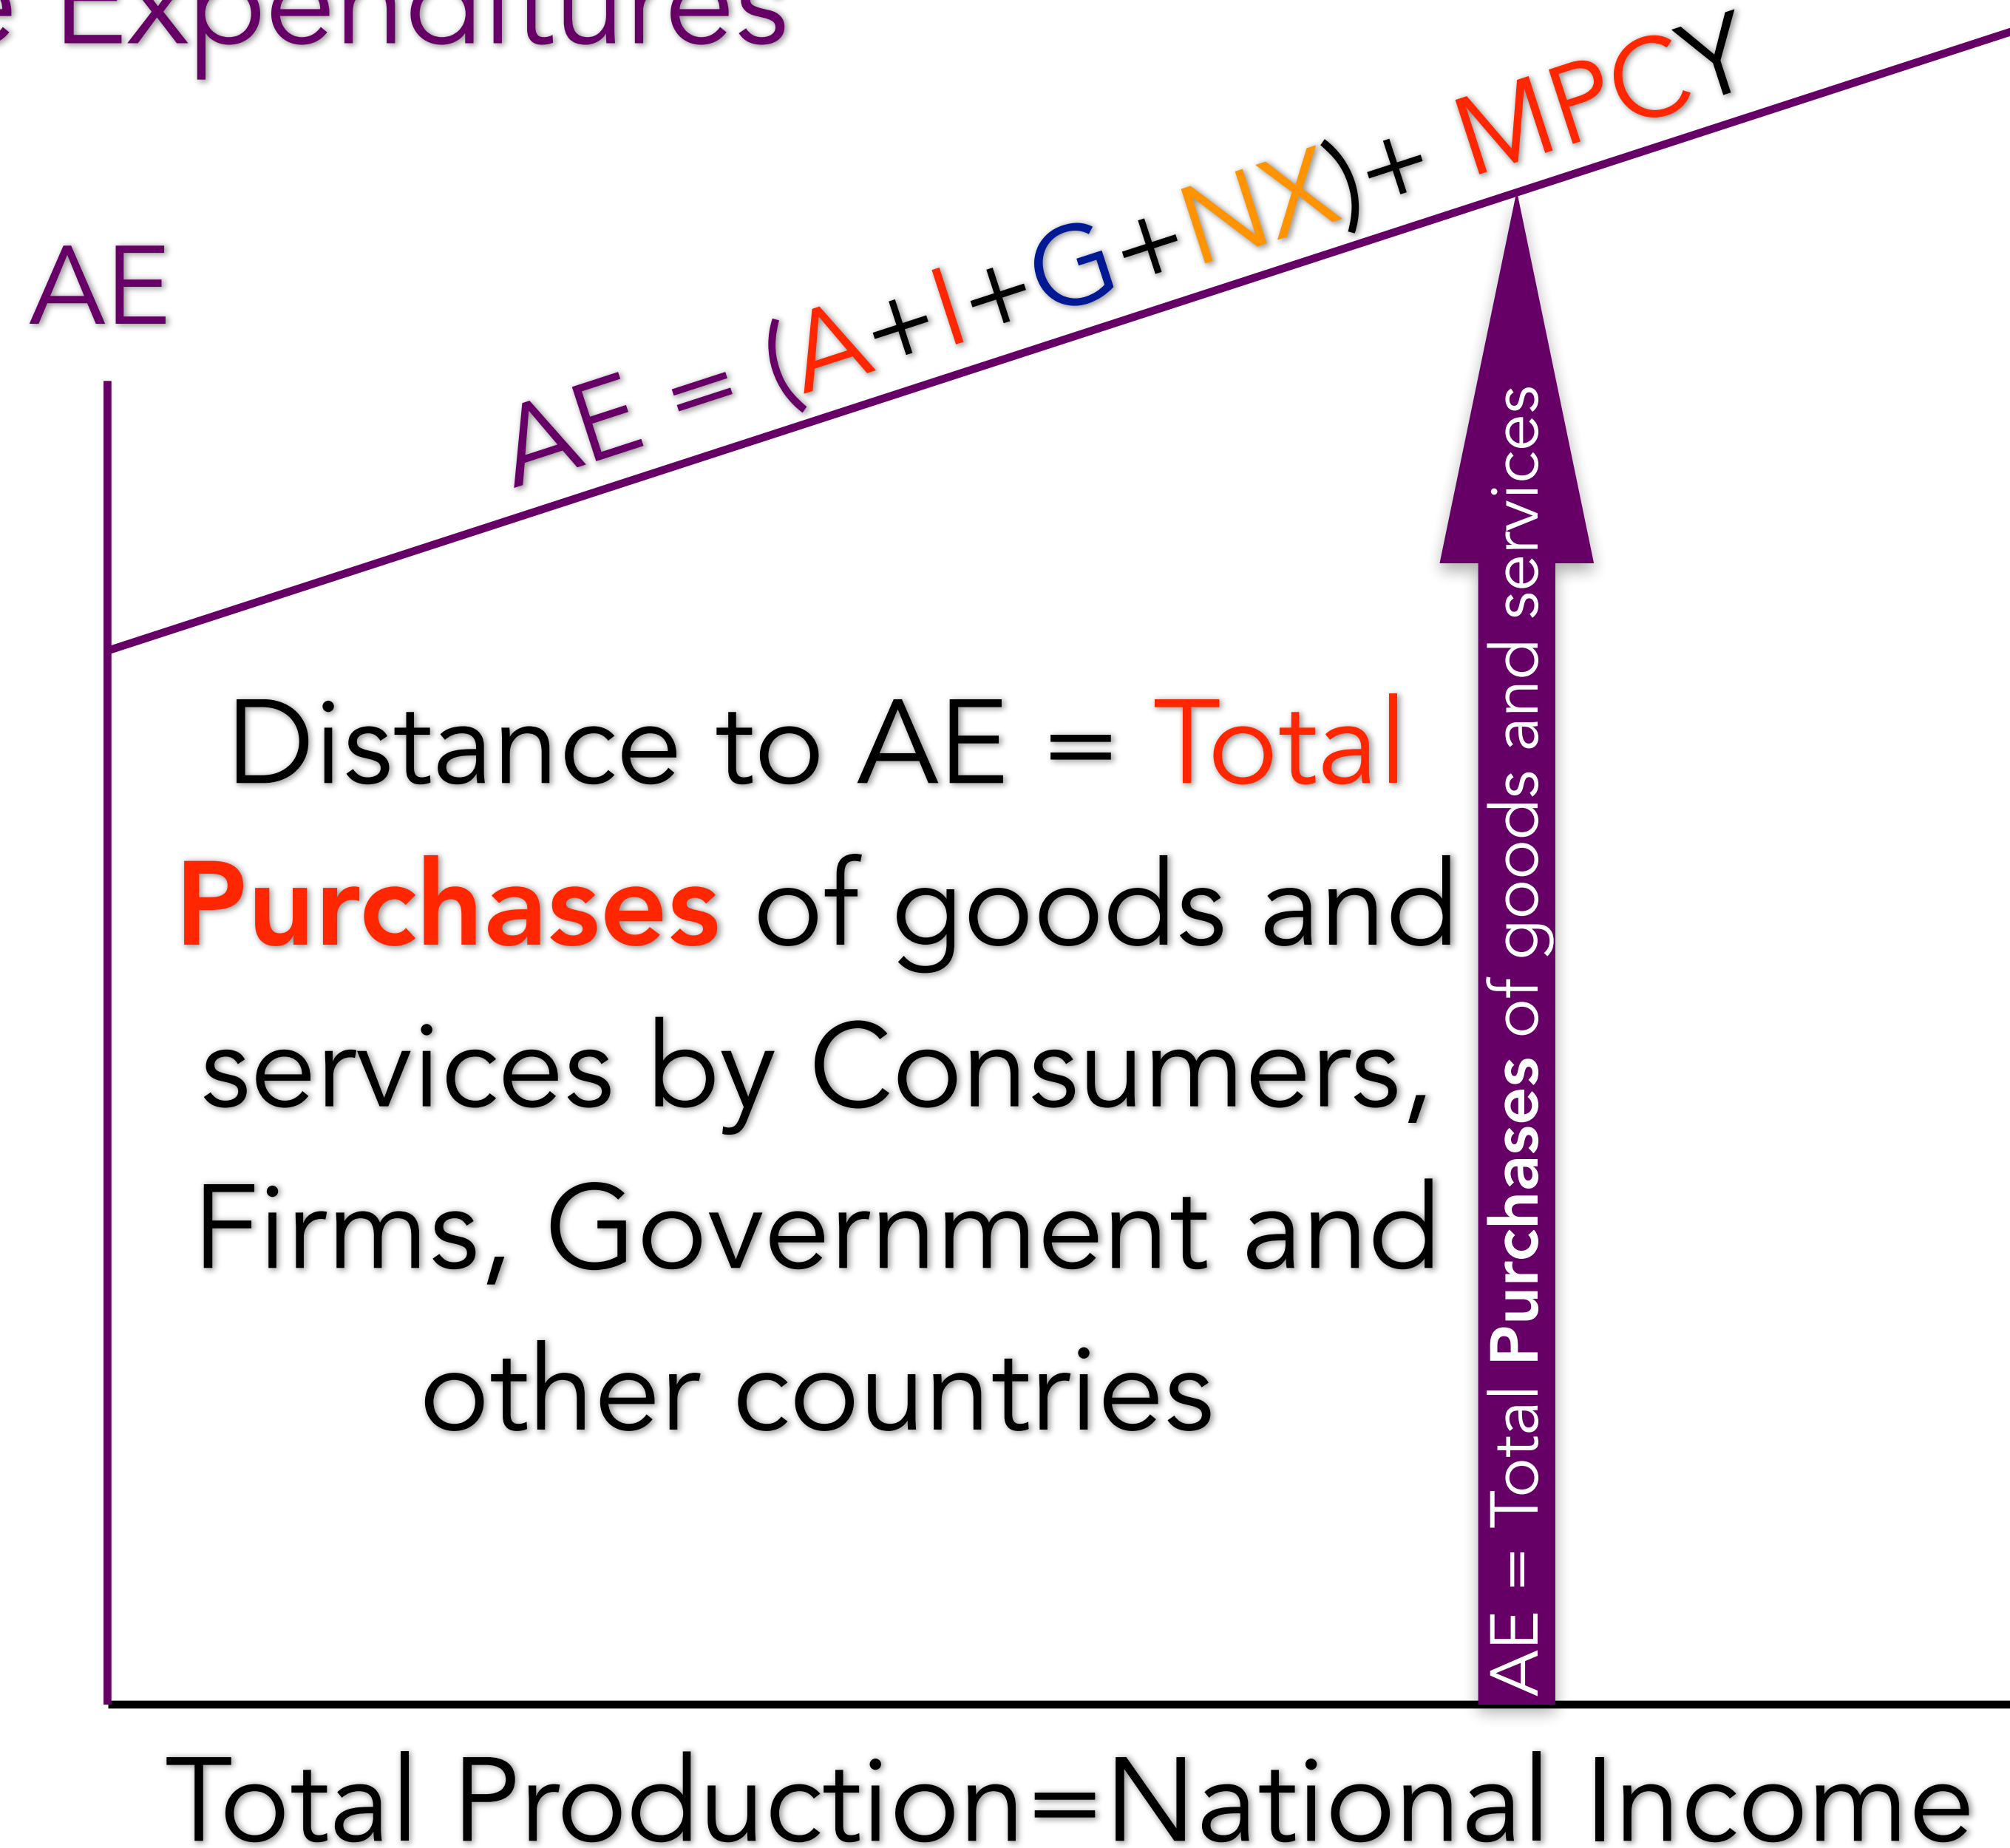 Expenditures
AE
AE = (A+I+G+NX)+ MPCY
Distance to AE = Total
Purchases of goods and
services by Consumers,
Firms, Government and
other countries
AE = Total Purchases of goods and services
Total Production=National Income